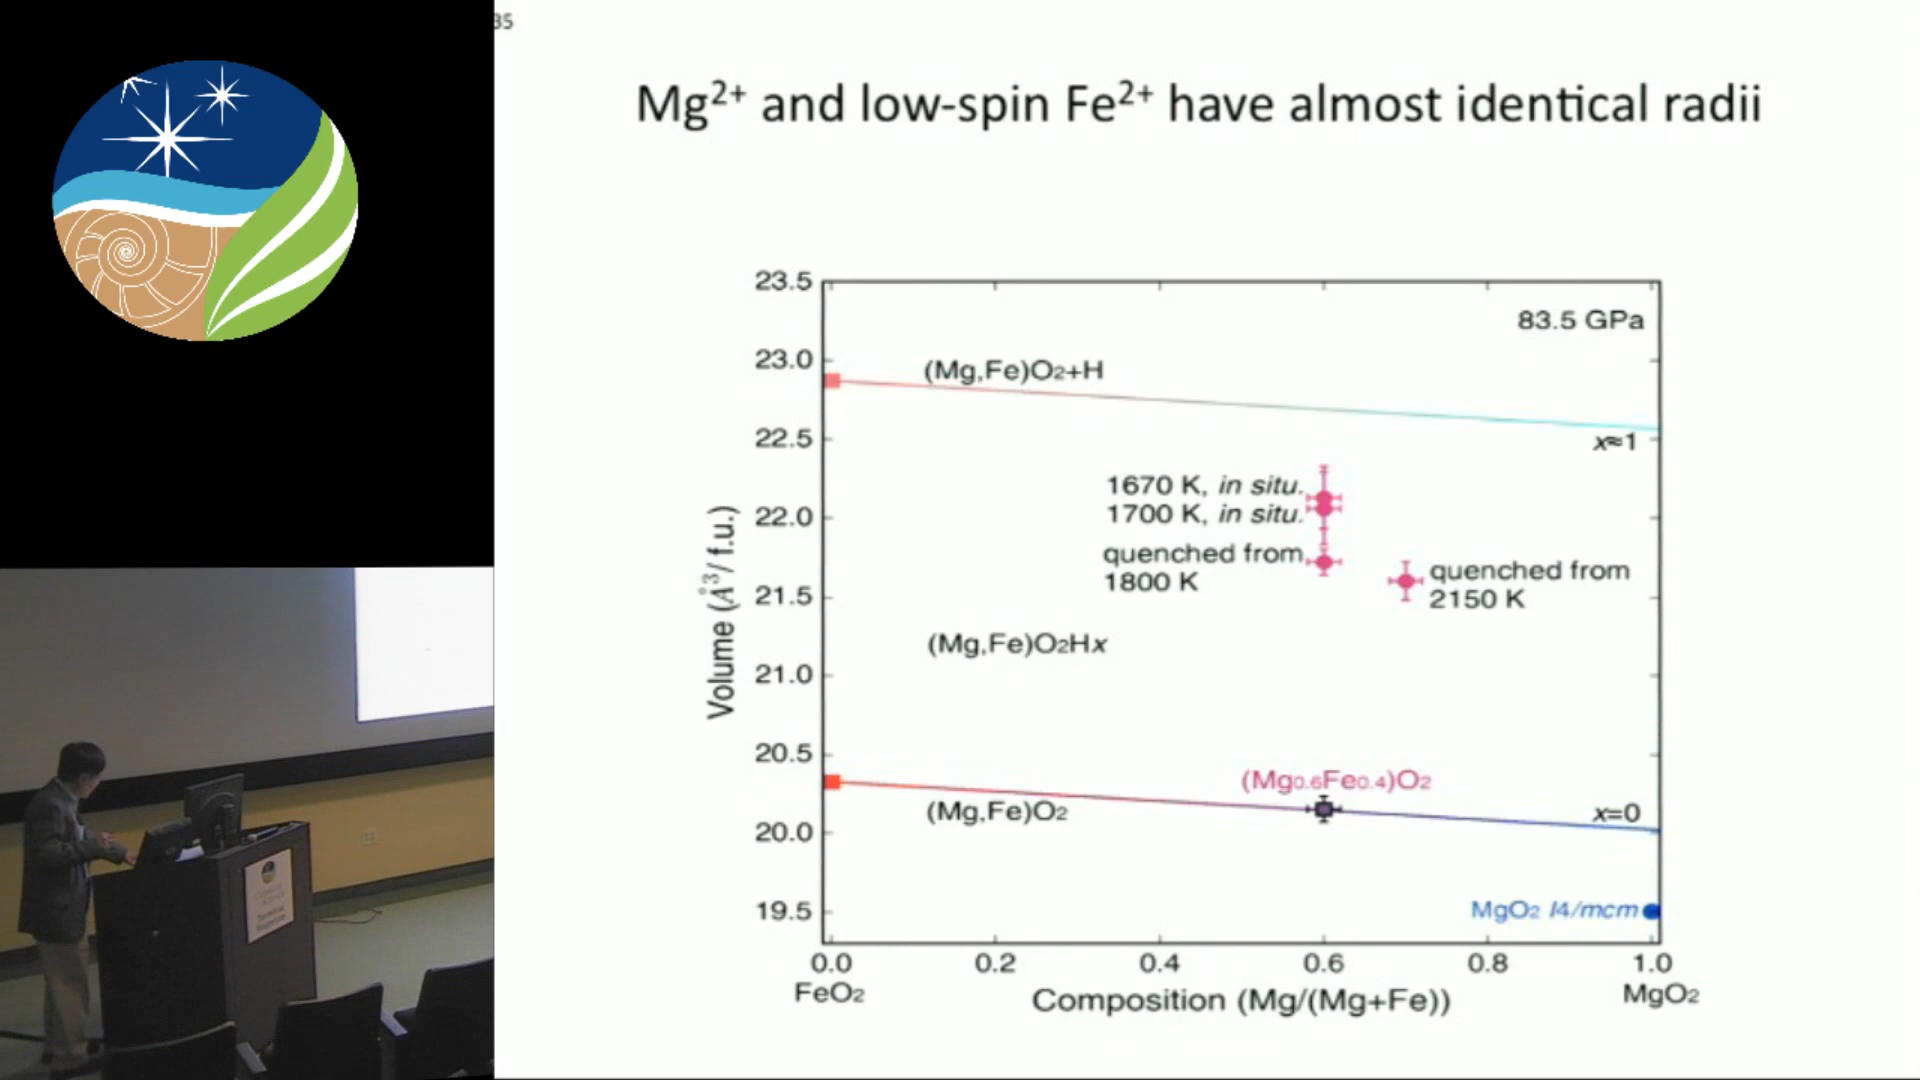 35
Mg²⁺ and low-spin Fe²⁺ have almost identical radii
23.5
83.5 GPa
23.0
(Mg,Fe)O₂+H
22.5
x≈1
1670 K, in situ.
22.0
1700 K, in situ.
quenched from
1800 K
quenched from
2150 K
21.5
(Mg,Fe)O₂Hx
21.0
Volume (Å³/ f.u.)
20.5
(Mg₀.₆Fe₀.₄)O₂
(Mg,Fe)O₂
x=0
20.0
19.5
MgO₂ I4/mcm
0.0 0.2 0.4 0.6 0.8 1.0
FeO₂
Composition (Mg/(Mg+Fe))
MgO₂